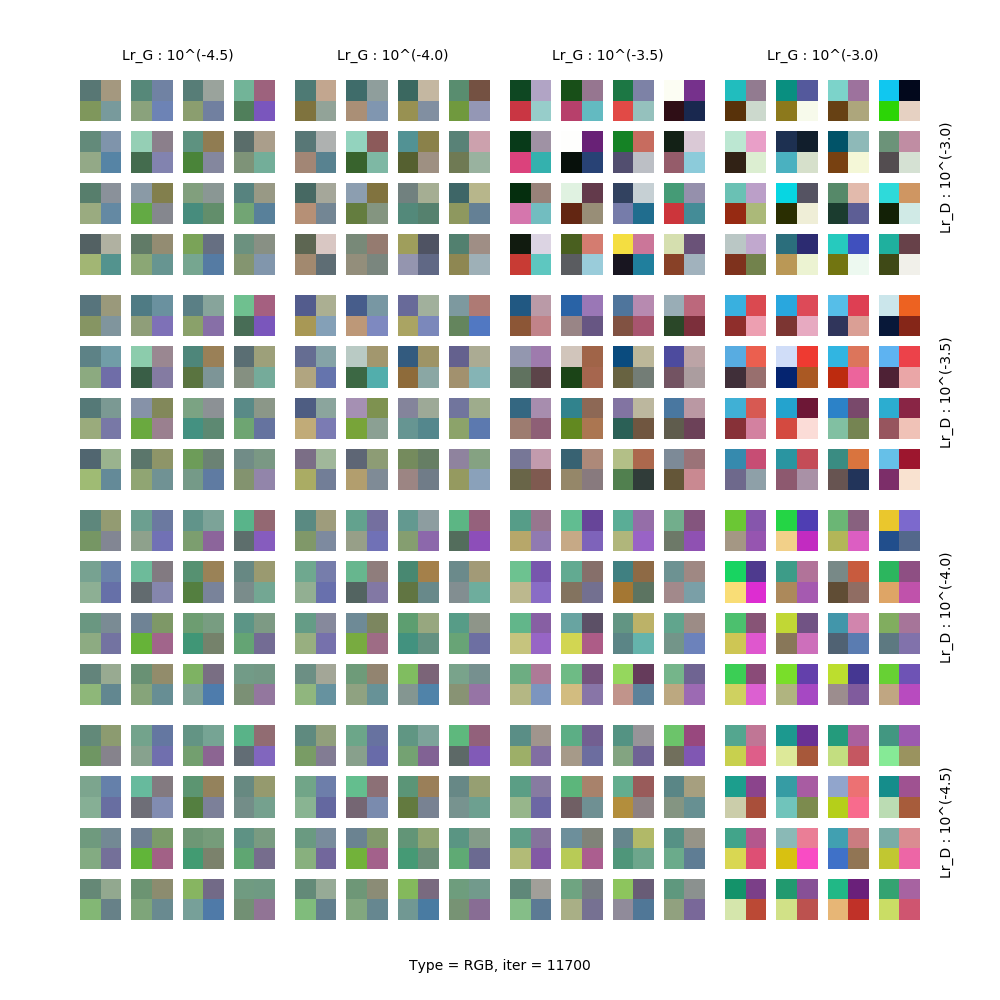 Lr_G : 10^(-4.5)
Lr_G : 10^(-4.0)
Lr_G : 10^(-3.5)
Lr_G : 10^(-3.0)
Lr_D : 10^(-3.0)
Lr_D : 10^(-3.5)
Lr_D : 10^(-4.0)
Lr_D : 10^(-4.5)
Type = RGB, iter = 11700